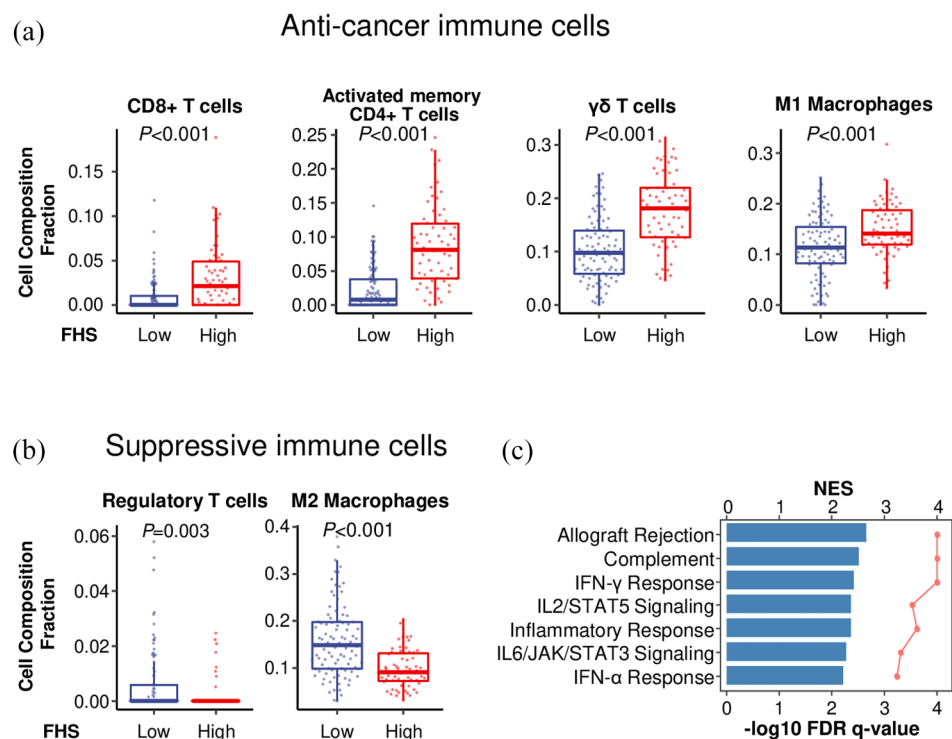 (a)
Anti-cancer immune cells
CD8+ T cells
Activated memory
CD4+ T cells
γδ T cells
M1 Macrophages
P<0.001
P<0.001
P<0.001
P<0.001
Cell Composition
Fraction
0.15
0.10
0.05
0.00
0.25
0.20
0.15
0.10
0.05
0.00
0.3
0.2
0.1
0.0
0.3
0.2
0.1
0.0
FHS
Low
High
Low
High
Low
High
Low
High
(b)
Suppressive immune cells
Regulatory T cells
M2 Macrophages
P=0.003
P<0.001
Cell Composition
Fraction
0.06
0.04
0.02
0.00
0.4
0.3
0.2
0.1
FHS
Low
High
Low
High
(c)
NES
0 1 2 3 4
Allograft Rejection
Complement
IFN-γ Response
IL2/STAT5 Signaling
Inflammatory Response
IL6/JAK/STAT3 Signaling
IFN-α Response
0 1 2 3 4
-log10 FDR q-value